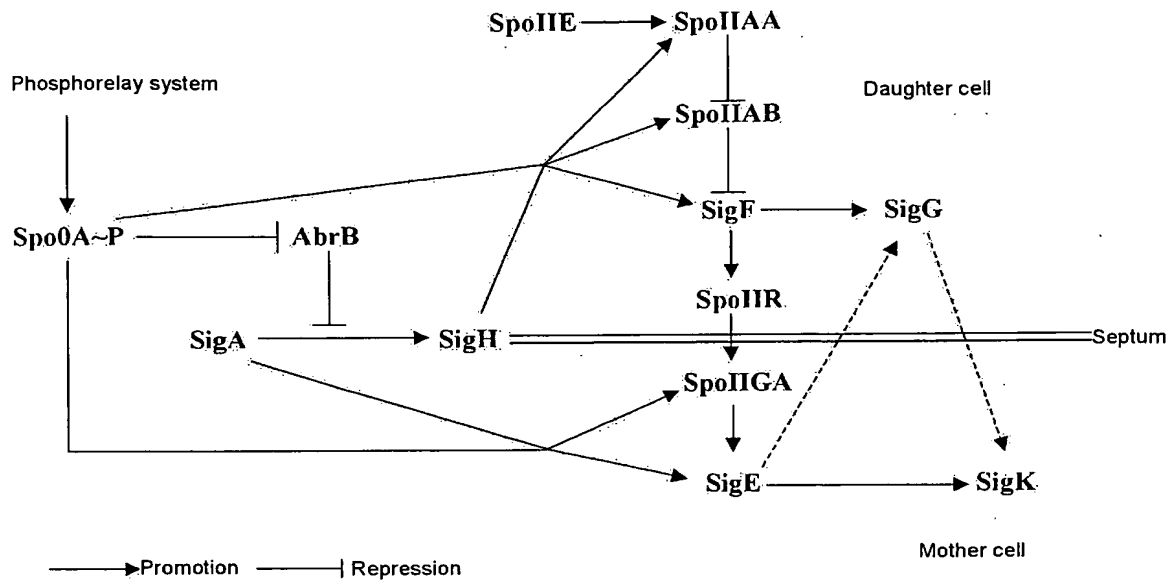 SpoIIE
SpoIIAA
Phosphorelay system
Daughter cell
SpoIIAB
SigF
SigG
Spo0A~P
AbrB
SpoIIR
SigA
SigH
Septum
SpoIIGA
SigE
SigK
Mother cell
Promotion
Repression